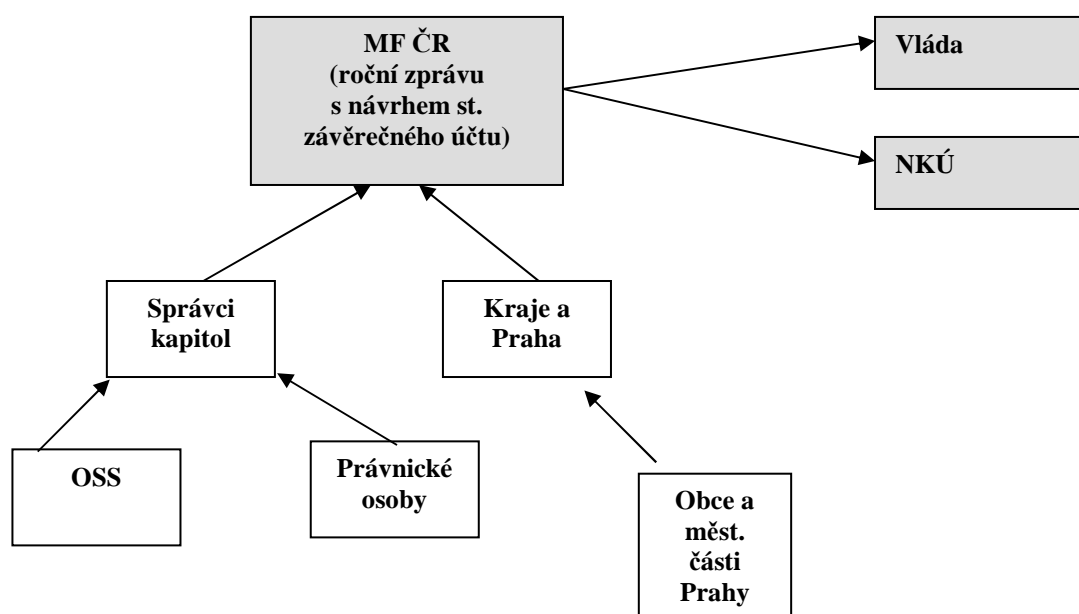 MF ČR
(roční zprávu
s návrhem st.
závěrečného účtu)
Vláda
NKÚ
Správci
kapitol
Kraje a
Praha
OSS
Právnické
osoby
Obce a
měst.
části
Prahy